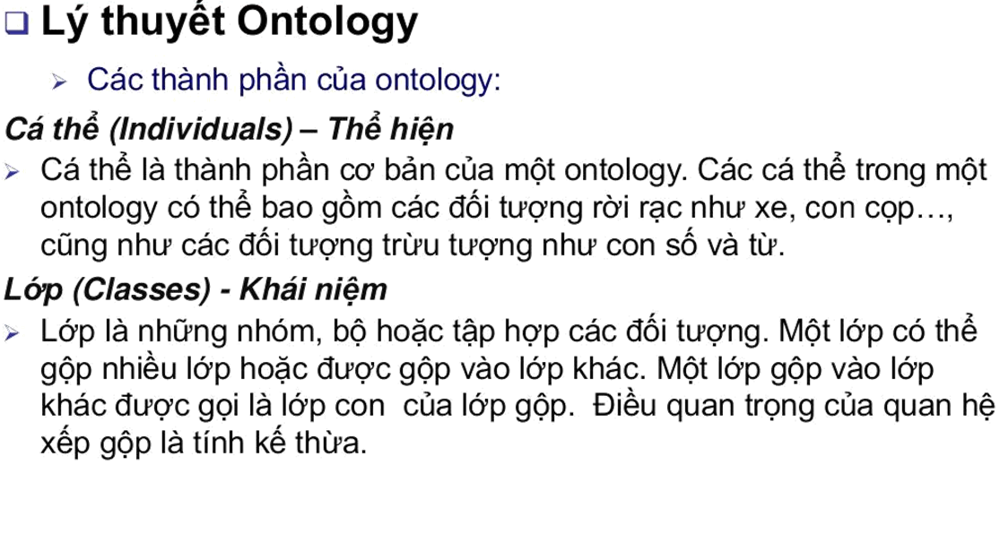 Lý thuyết Ontology
Các thành phần của ontology:
Cá thể (Individuals) – Thể hiện
Cá thể là thành phần cơ bản của một ontology. Các cá thể trong một
ontology có thể bao gồm các đối tượng rời rạc như xe, con cọp…,
cũng như các đối tượng trừu tượng như con số và từ.
Lớp (Classes) - Khái niệm
Lớp là những nhóm, bộ hoặc tập hợp các đối tượng. Một lớp có thể
gộp nhiều lớp hoặc được gộp vào lớp khác. Một lớp gộp vào lớp
khác được gọi là lớp con của lớp gộp. Điều quan trọng của quan hệ
xếp gộp là tính kế thừa.